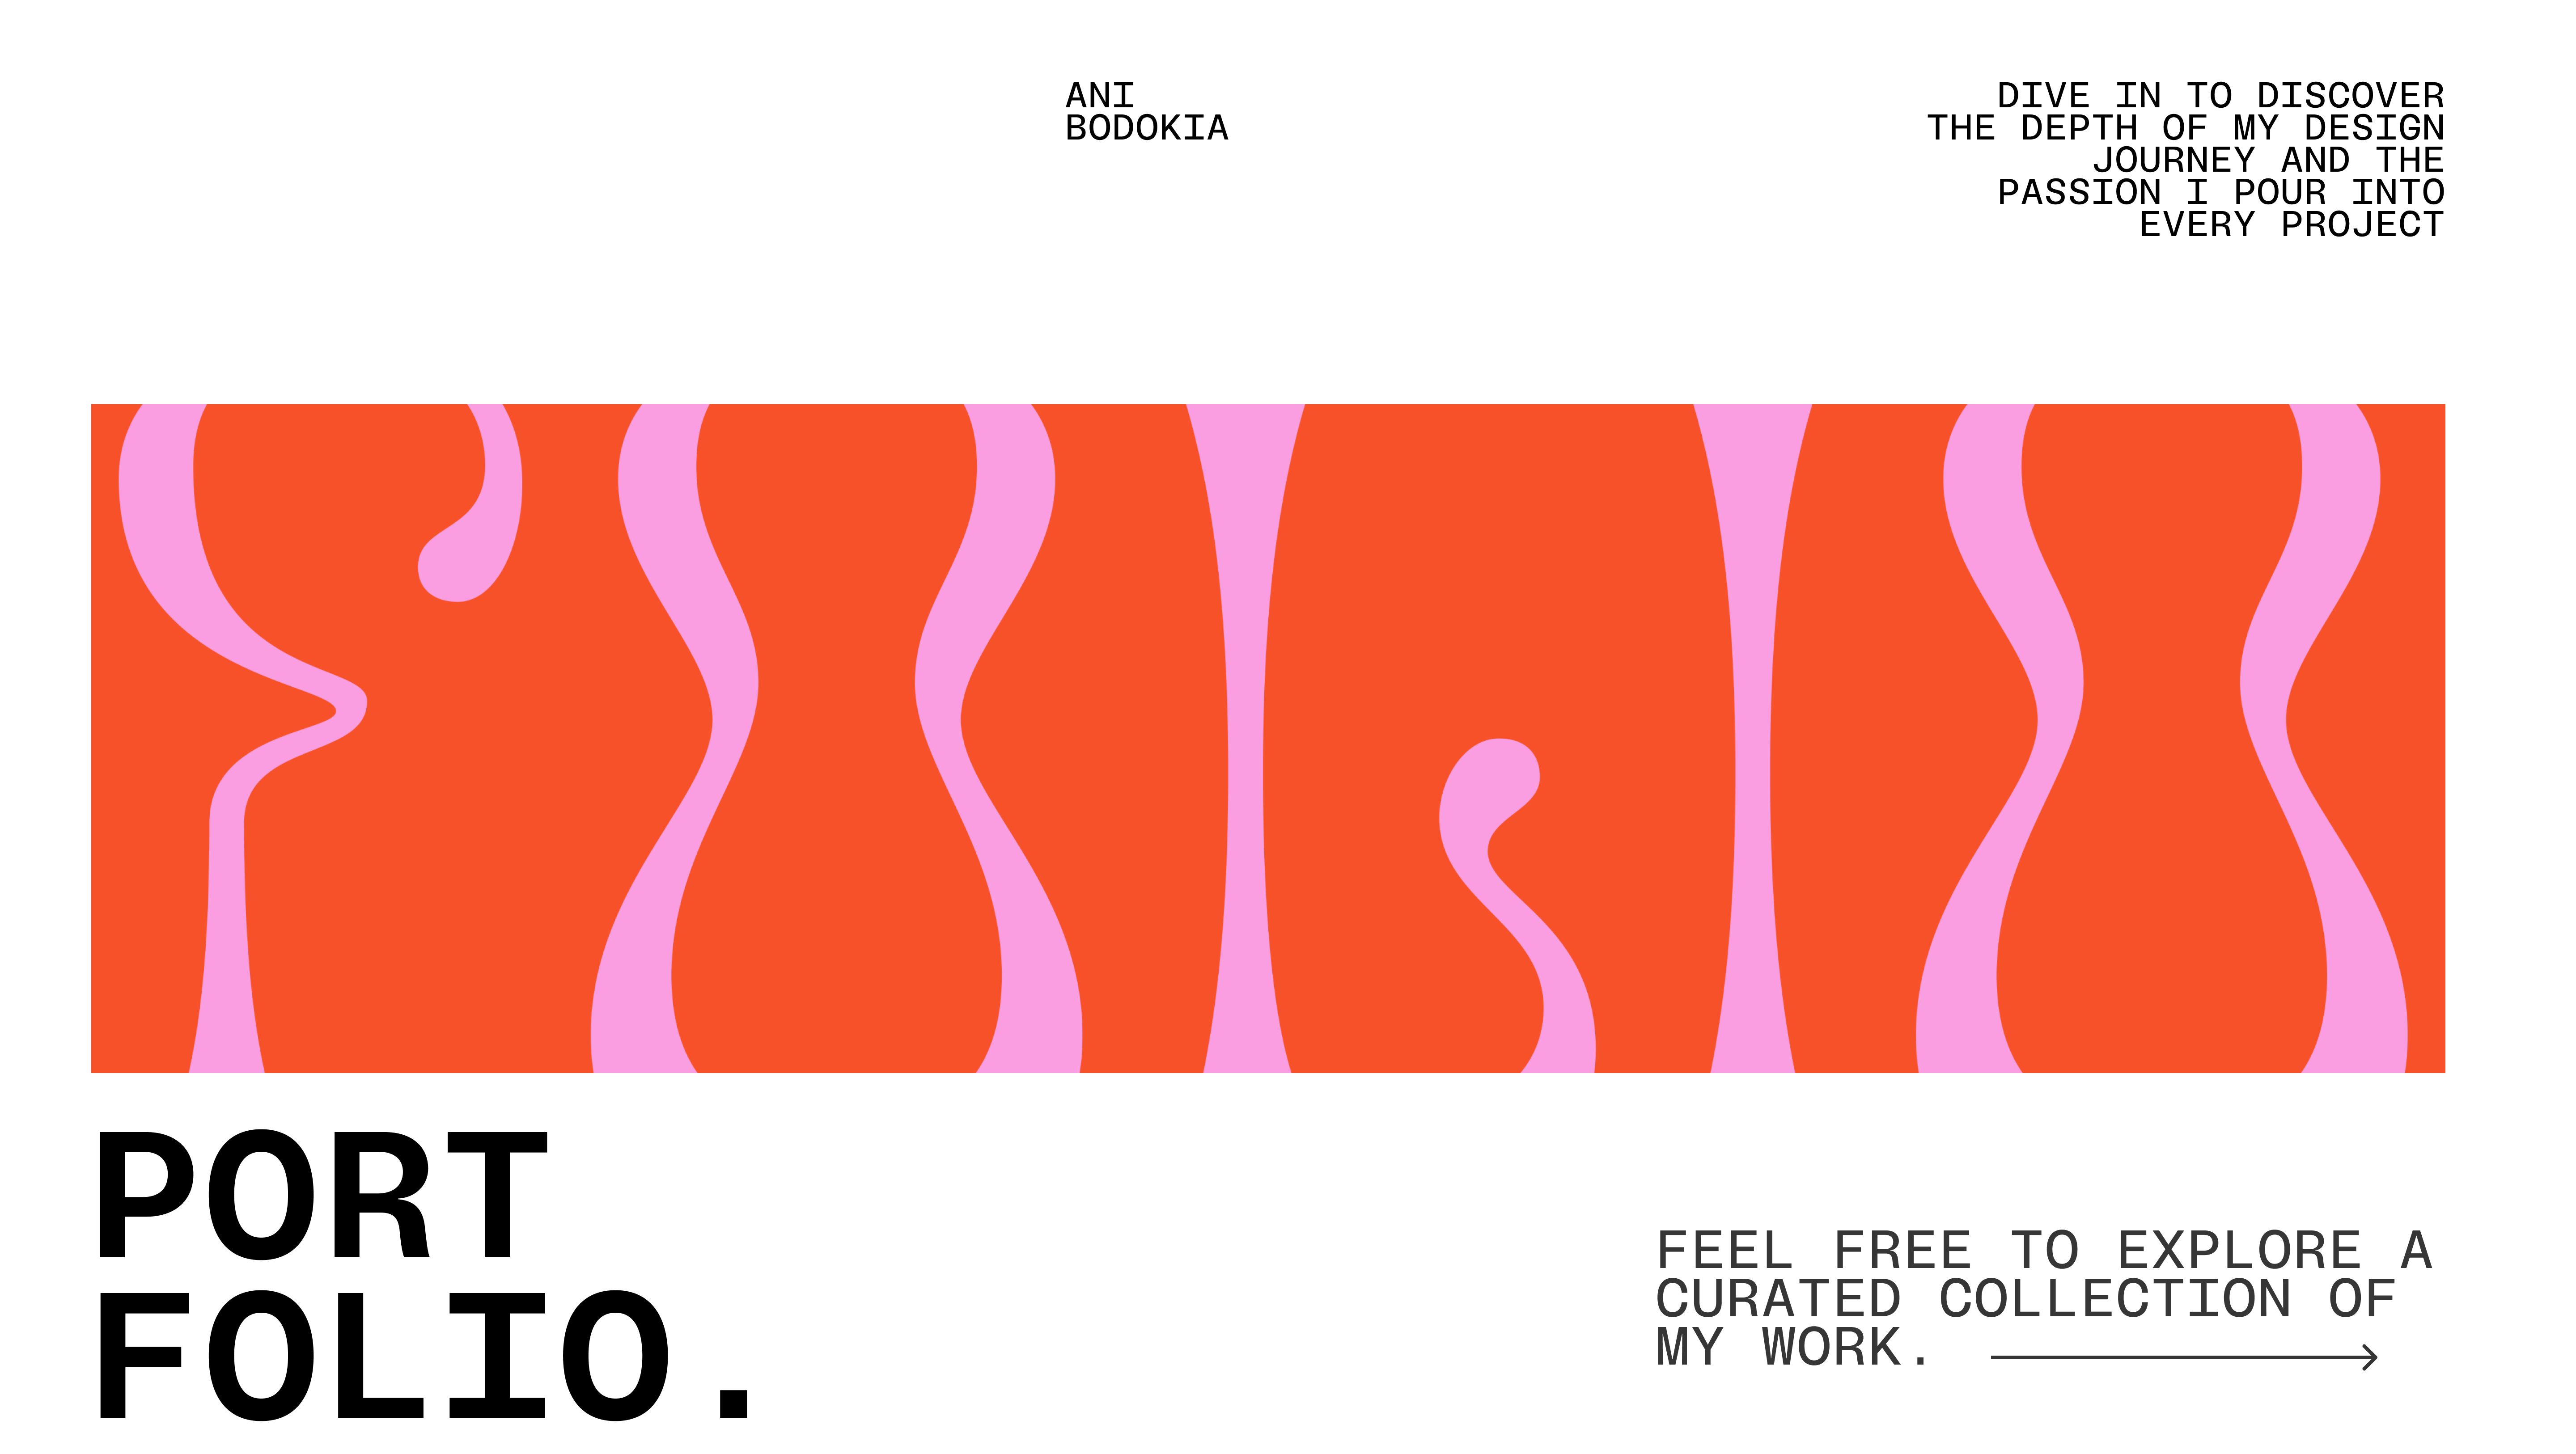 ANI
BODOKIA
DIVE IN TO DISCOVER
THE DEPTH OF MY DESIGN
JOURNEY AND THE
PASSION I POUR INTO
EVERY PROJECT
PORT
FOLIO.
FEEL FREE TO EXPLORE A
CURATED COLLECTION OF
MY WORK.